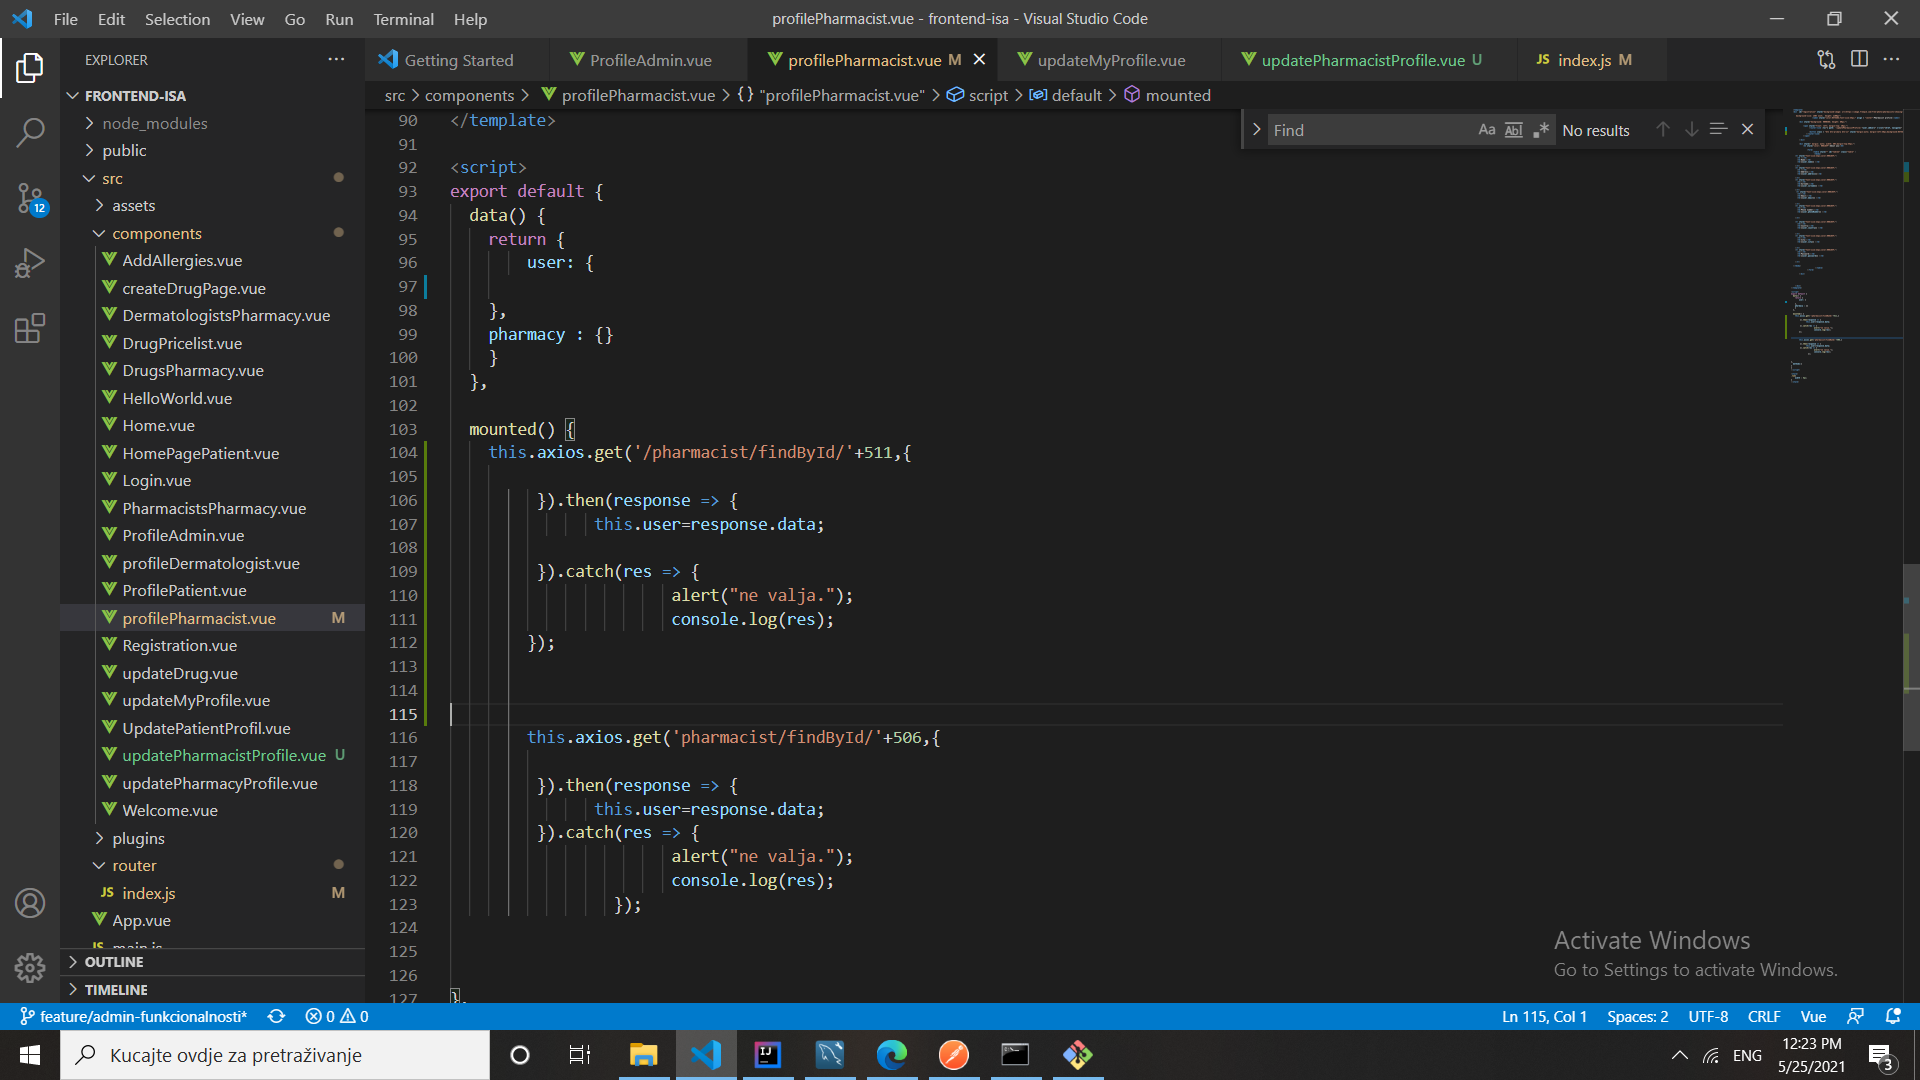 File Edit Selection View Go Run Terminal Help
profilePharmacist.vue - frontend-isa - Visual Studio Code
EXPLORER
FRONTEND-ISA
node_modules
public
src
assets
components
AddAllergies.vue
createDrugPage.vue
DermatologistsPharmacy.vue
DrugPricelist.vue
DrugsPharmacy.vue
HelloWorld.vue
Home.vue
HomePagePatient.vue
Login.vue
PharmacistsPharmacy.vue
ProfileAdmin.vue
profileDermatologist.vue
ProfilePatient.vue
profilePharmacist.vue M
Registration.vue
updateDrug.vue
updateMyProfile.vue
UpdatePatientProfil.vue
updatePharmacistProfile.vue U
updatePharmacyProfile.vue
Welcome.vue
plugins
router
JS index.js M
App.vue
JS main.js
OUTLINE
TIMELINE
12
Getting Started
ProfileAdmin.vue
profilePharmacist.vue M
updateMyProfile.vue
updatePharmacistProfile.vue U
JS index.js M
src > components > profilePharmacist.vue > {} "profilePharmacist.vue" > script > default > mounted
Find Aa Abl .* No results
90 </template>
91
92 <script>
93 export default {
94 data() {
95 return {
96 user: {
97
98 },
99 pharmacy : {}
100 }
101 },
102
103 mounted() {
104 this.axios.get('/pharmacist/findById/'+511,{
105
106 }).then(response => {
107 this.user=response.data;
108
109 }).catch(res => {
110 alert("ne valja.");
111 console.log(res);
112 });
113
114
115
116 this.axios.get('pharmacist/findById/'+506,{
117
118 }).then(response => {
119 this.user=response.data;
120 }).catch(res => {
121 alert("ne valja.");
122 console.log(res);
123 });
124
125
126
127 },
Activate Windows
Go to Settings to activate Windows.
feature/admin-funkcionalnosti* 0 0
Ln 115, Col 1 Spaces: 2 UTF-8 CRLF Vue
Kucajte ovdje za pretraživanje
IJ
ENG
12:23 PM
5/25/2021
3